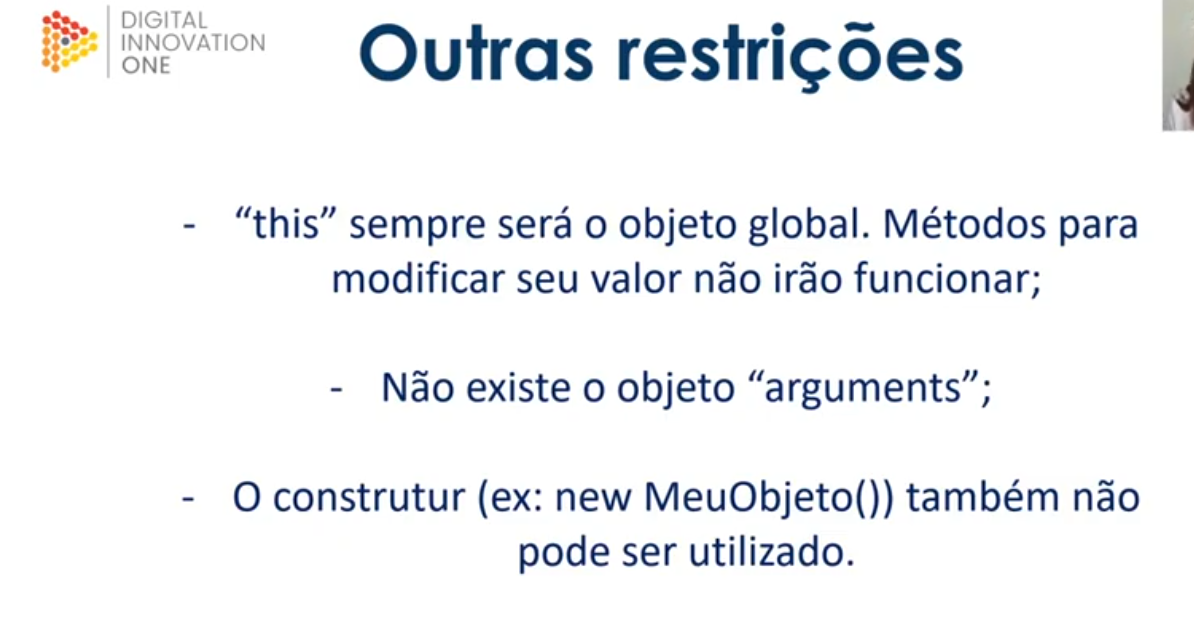 DIGITAL
INNOVATION
ONE
Outras restrições
- “this” sempre será o objeto global. Métodos para
modificar seu valor não irão funcionar;
- Não existe o objeto “arguments”;
- O construtur (ex: new MeuObjeto()) também não
pode ser utilizado.